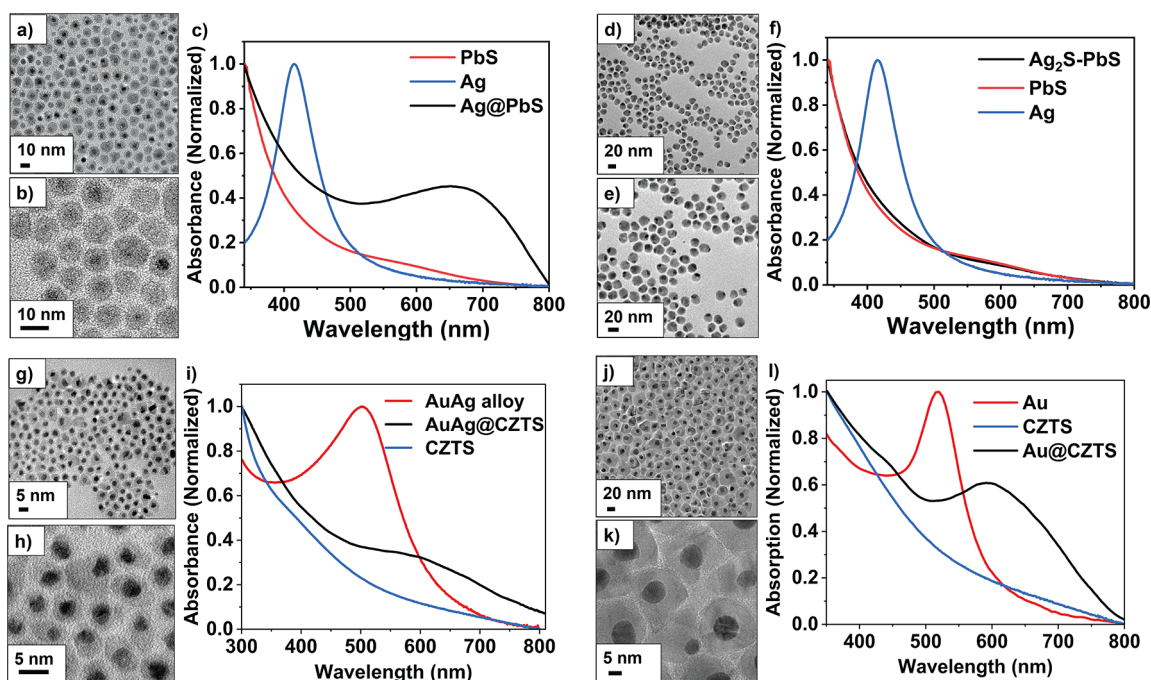 a)
10 nm
b)
10 nm
c)
PbS
Ag
Ag@PbS
1.0
0.8
0.6
0.4
0.2
0.0
Absorbance (Normalized)
400 500 600 700 800
Wavelength (nm)
d)
20 nm
e)
20 nm
f)
Ag₂S-PbS
PbS
Ag
1.0
0.8
0.6
0.4
0.2
0.0
Absorbance (Normalized)
400 500 600 700 800
Wavelength (nm)
g)
5 nm
h)
5 nm
i)
AuAg alloy
AuAg@CZTS
CZTS
1.0
0.8
0.6
0.4
0.2
0.0
Absorbance (Normalized)
300 400 500 600 700 800
Wavelength (nm)
j)
20 nm
k)
5 nm
l)
Au
CZTS
Au@CZTS
1.0
0.8
0.6
0.4
0.2
0.0
Absorption (Normalized)
400 500 600 700 800
Wavelength (nm)